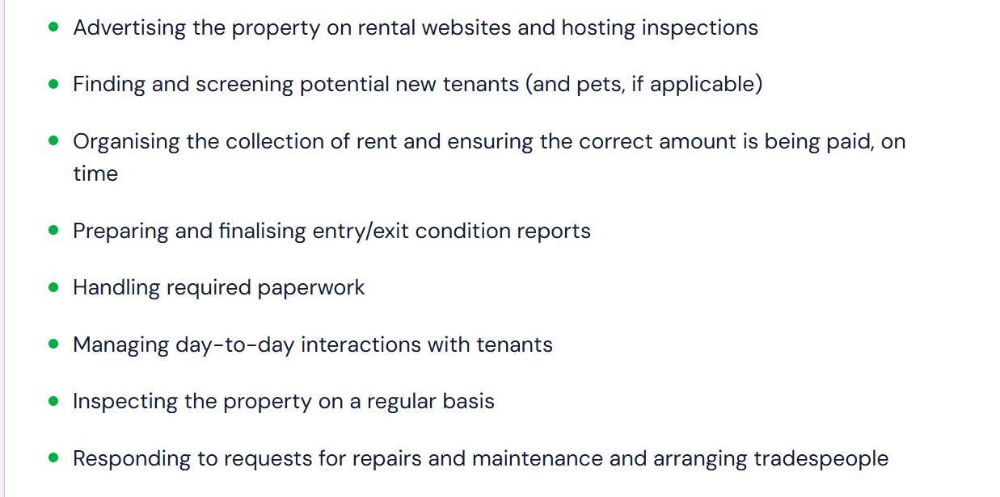 Advertising the property on rental websites and hosting inspections
Finding and screening potential new tenants (and pets, if applicable)
Organising the collection of rent and ensuring the correct amount is being paid, on
time
Preparing and finalising entry/exit condition reports
Handling required paperwork
Managing day-to-day interactions with tenants
Inspecting the property on a regular basis
Responding to requests for repairs and maintenance and arranging tradespeople